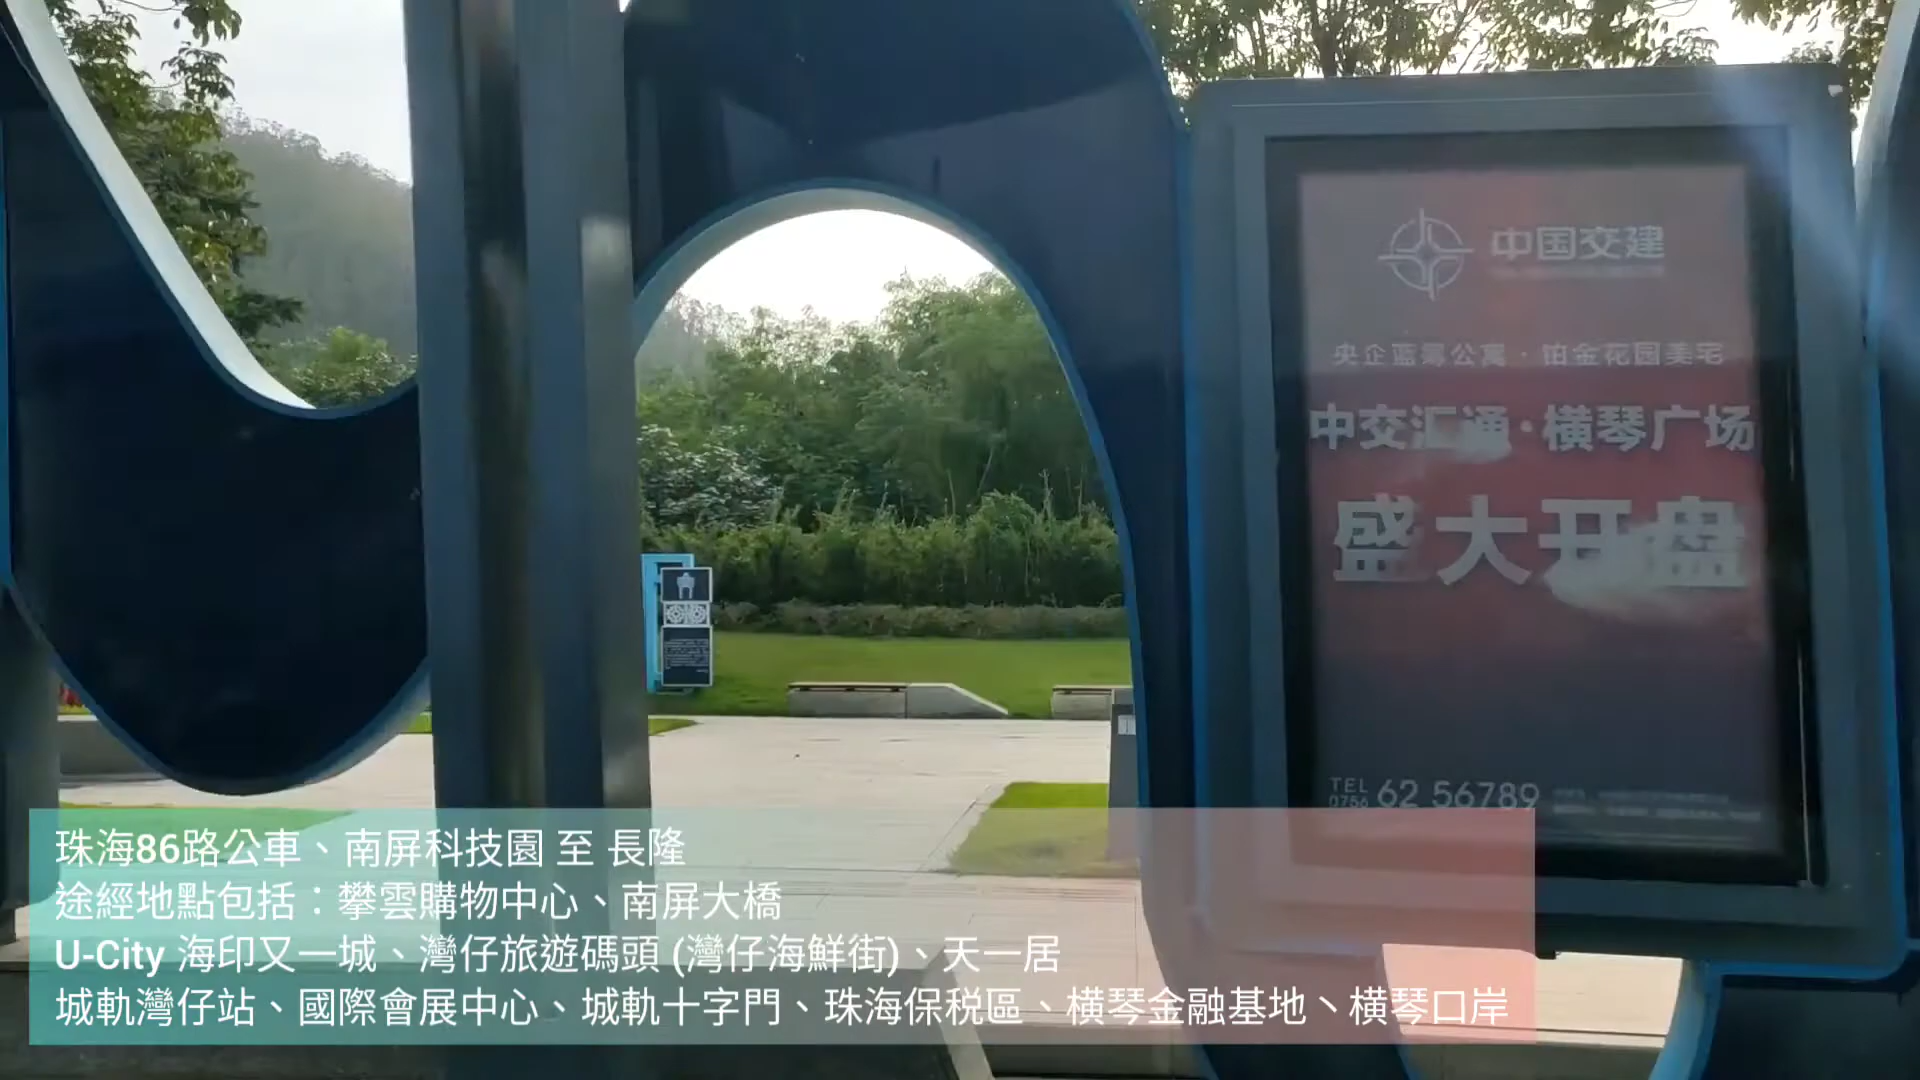 中国交建
央企蓝筹公寓·铂金花园美宅
中交汇通·横琴广场
盛大开盘
TEL
0756 62 56789
珠海86路公車、南屏科技園 至 長隆
途經地點包括：攀雲購物中心、南屏大橋
U-City 海印又一城、灣仔旅遊碼頭 (灣仔海鮮街)、天一居
城軌灣仔站、國際會展中心、城軌十字門、珠海保税區、橫琴金融基地丶橫琴口岸